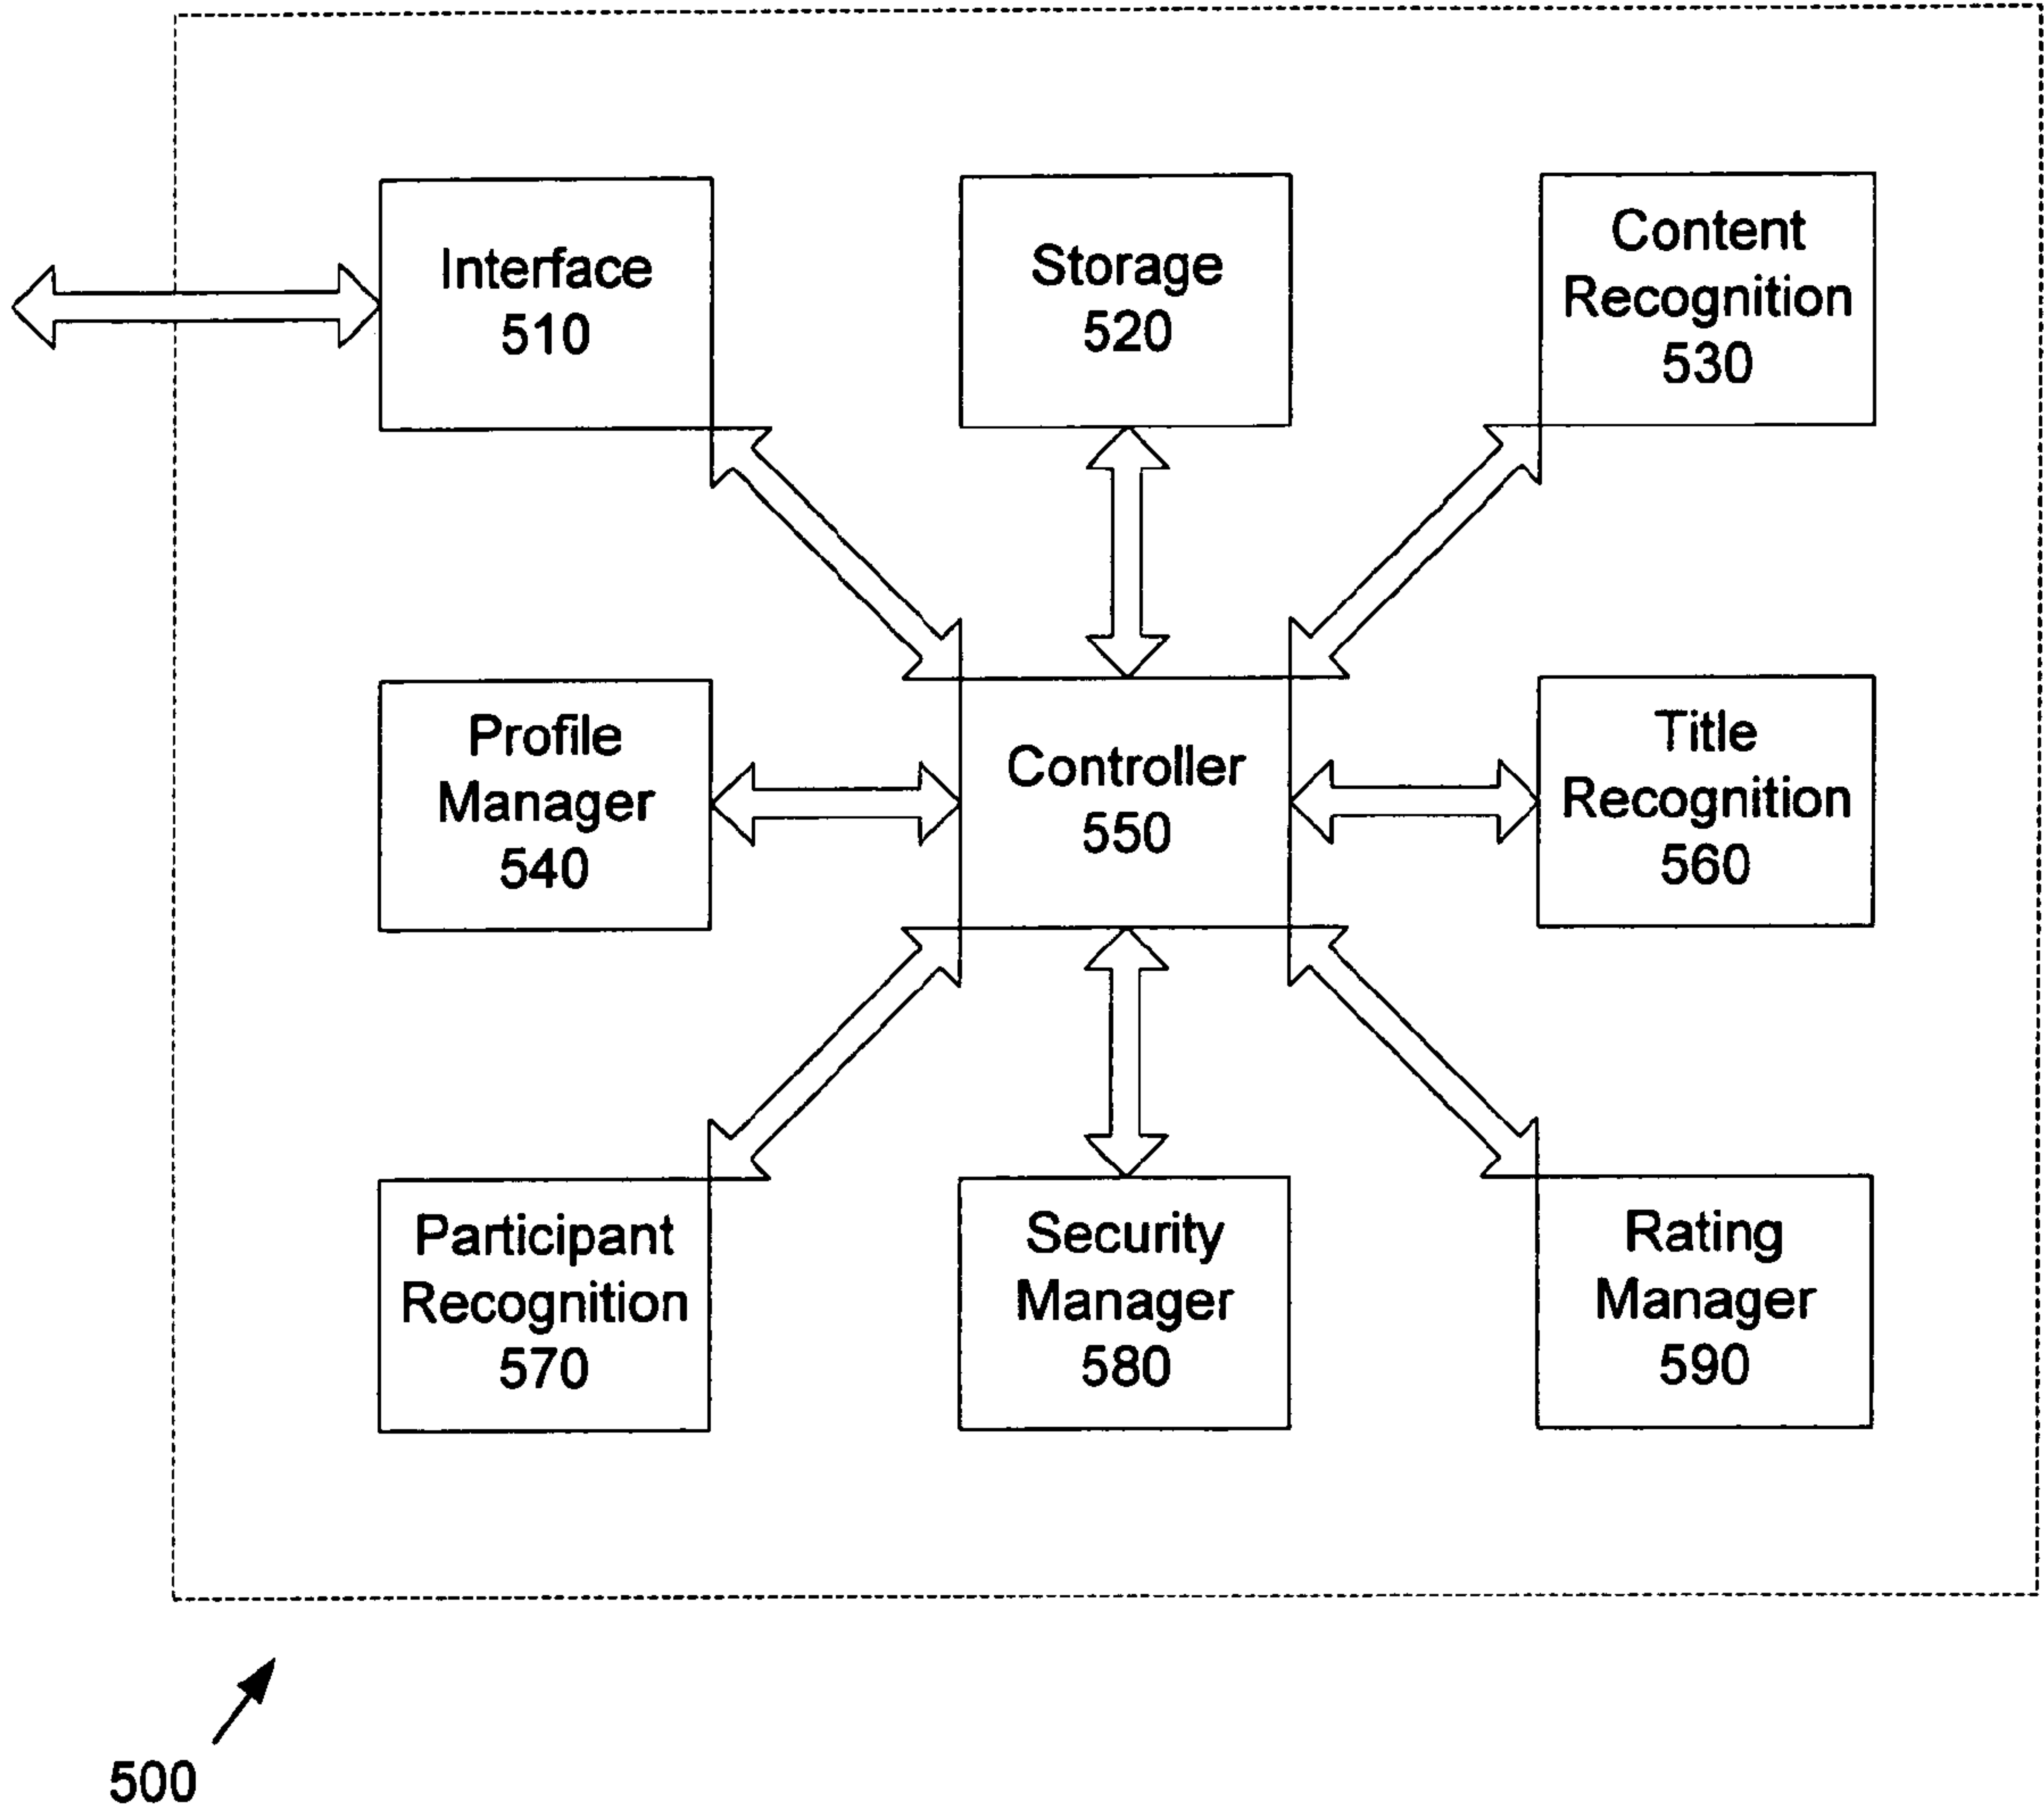 Interface
510
Storage
520
Content
Recognition
530
Profile
Manager
540
Controller
550
Title
Recognition
560
Participant
Recognition
570
Security
Manager
580
Rating
Manager
590
500